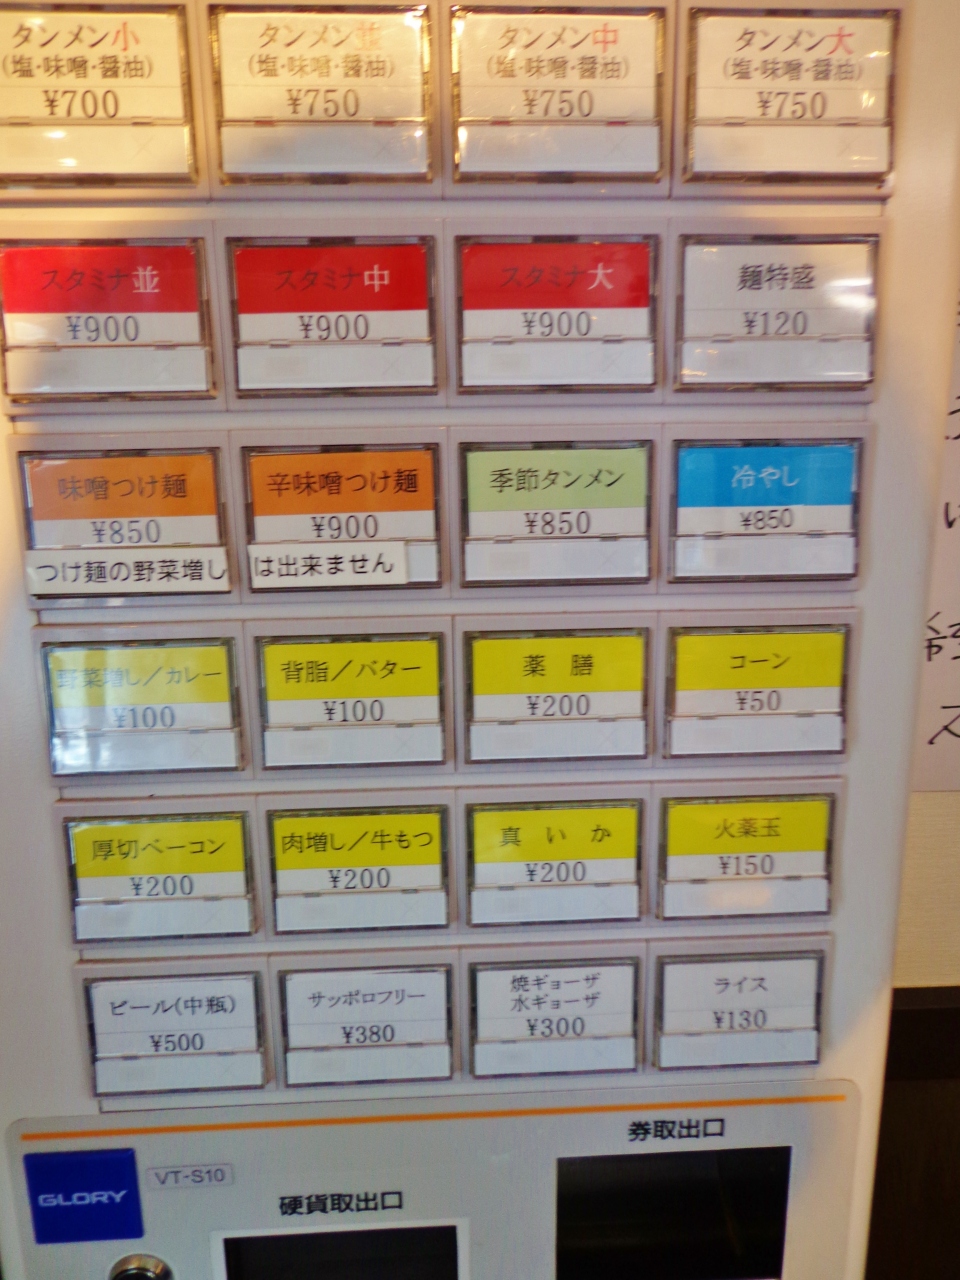 タンメン小
(塩・味噌・醤油)
¥700
タンメン並
(塩・味噌・醤油)
¥750
タンメン中
(塩・味噌・醤油)
¥750
タンメン大
(塩・味噌・醤油)
¥750
スタミナ並
¥900
スタミナ中
¥900
スタミナ大
¥900
麺特盛
¥120
味噌つけ麺
¥850
辛味噌つけ麺
¥900
つけ麺の野菜増し は出来ません
季節タンメン
¥850
冷やし
¥850
野菜増し／カレー
¥100
背脂／バター
¥100
薬 膳
¥200
コーン
¥50
厚切ベーコン
¥200
肉増し／牛もつ
¥200
真 い か
¥200
火薬玉
¥150
ビール(中瓶)
¥500
サッポロフリー
¥380
焼ギョーザ
水ギョーザ
¥300
ライス
¥130
券取出口
GLORY
VT-S10
硬貨取出口